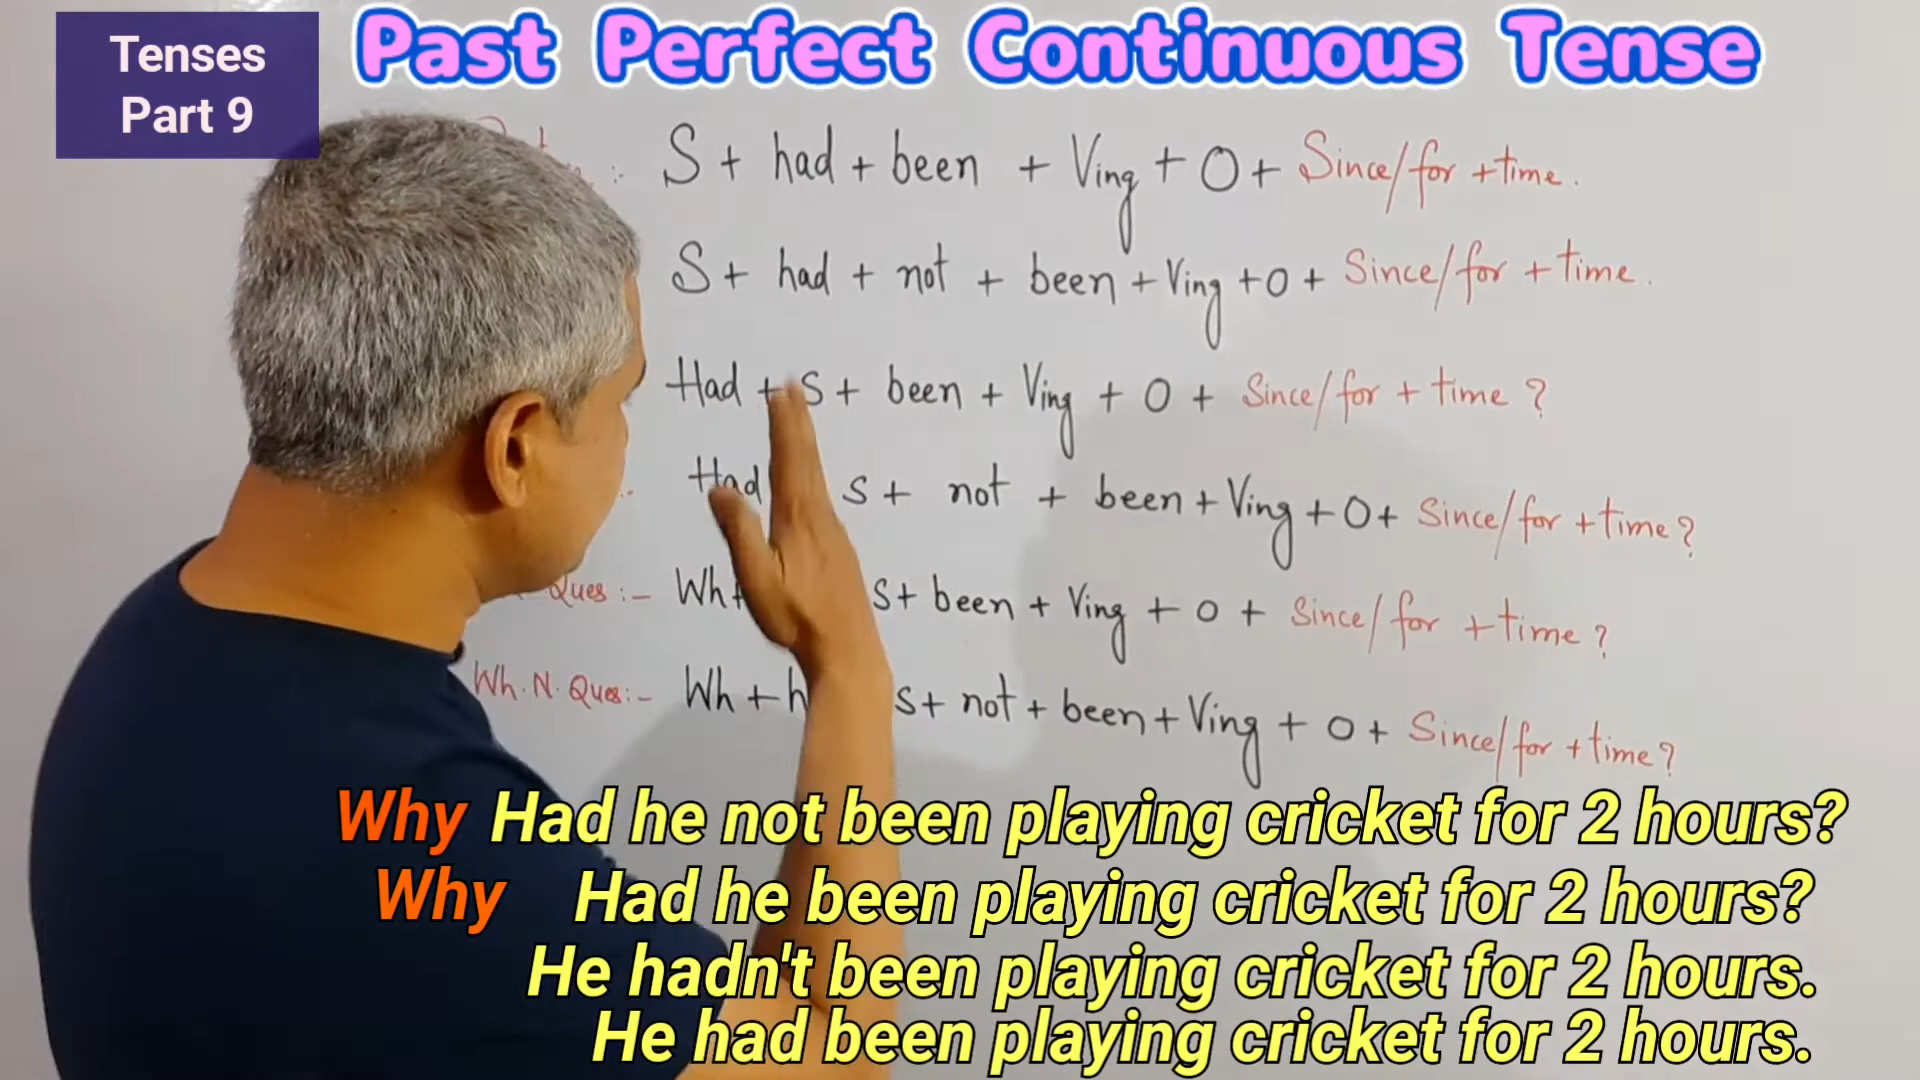 Tenses
Part 9
Past Perfect Continuous Tense
S + had + been + Ving + O + Since/for + time.
S + had + not + been + Ving + O + Since/for + time.
Had + S + been + Ving + O + Since/for + time ?
Had S + not + been + Ving + O + Since/for + time ?
Ques :- Wh+ S + been + Ving + O + Since/for + time ?
Wh. N. Ques :- Wh + h S + not + been + Ving + O + Since/for + time ?
Why Had he not been playing cricket for 2 hours?
Why Had he been playing cricket for 2 hours?
He hadn't been playing cricket for 2 hours.
He had been playing cricket for 2 hours.